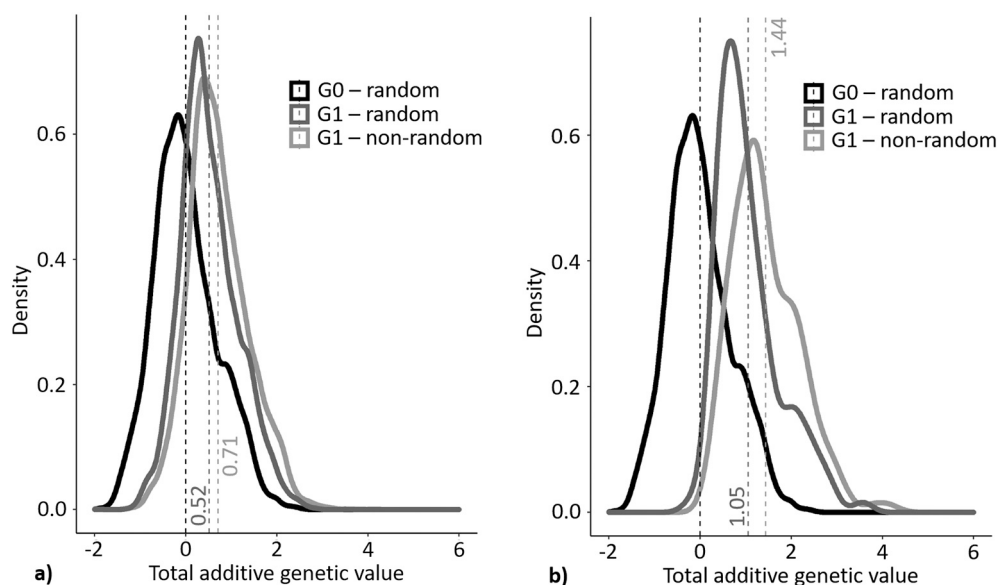 G0 – random
G1 – random
G1 – non-random
Density
0.6
0.4
0.2
0.0
0.52
0.71
-2
0
2
4
6
Total additive genetic value
a)
1.44
G0 – random
G1 – random
G1 – non-random
Density
0.6
0.4
0.2
0.0
1.05
-2
0
2
4
6
Total additive genetic value
b)